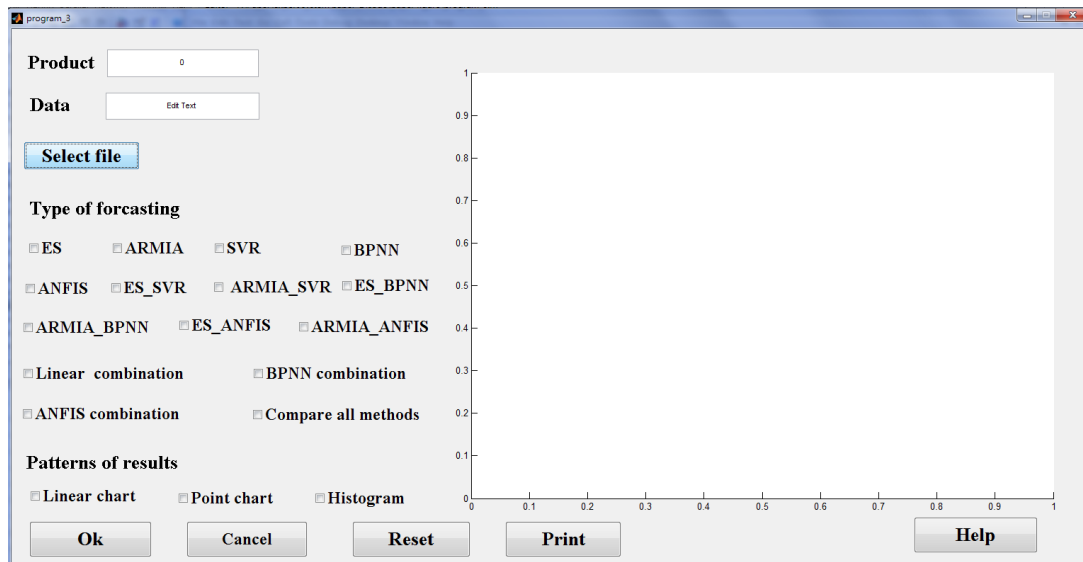 program_3
Product 0
Data Edit Text
Select file
Type of forcasting
ES ARMIA SVR BPNN
ANFIS ES_SVR ARMIA_SVR ES_BPNN
ARMIA_BPNN ES_ANFIS ARMIA_ANFIS
Linear combination BPNN combination
ANFIS combination Compare all methods
Patterns of results
Linear chart Point chart Histogram
Ok Cancel Reset Print Help
1
0.9
0.8
0.7
0.6
0.5
0.4
0.3
0.2
0.1
0
0 0.1 0.2 0.3 0.4 0.5 0.6 0.7 0.8 0.9 1